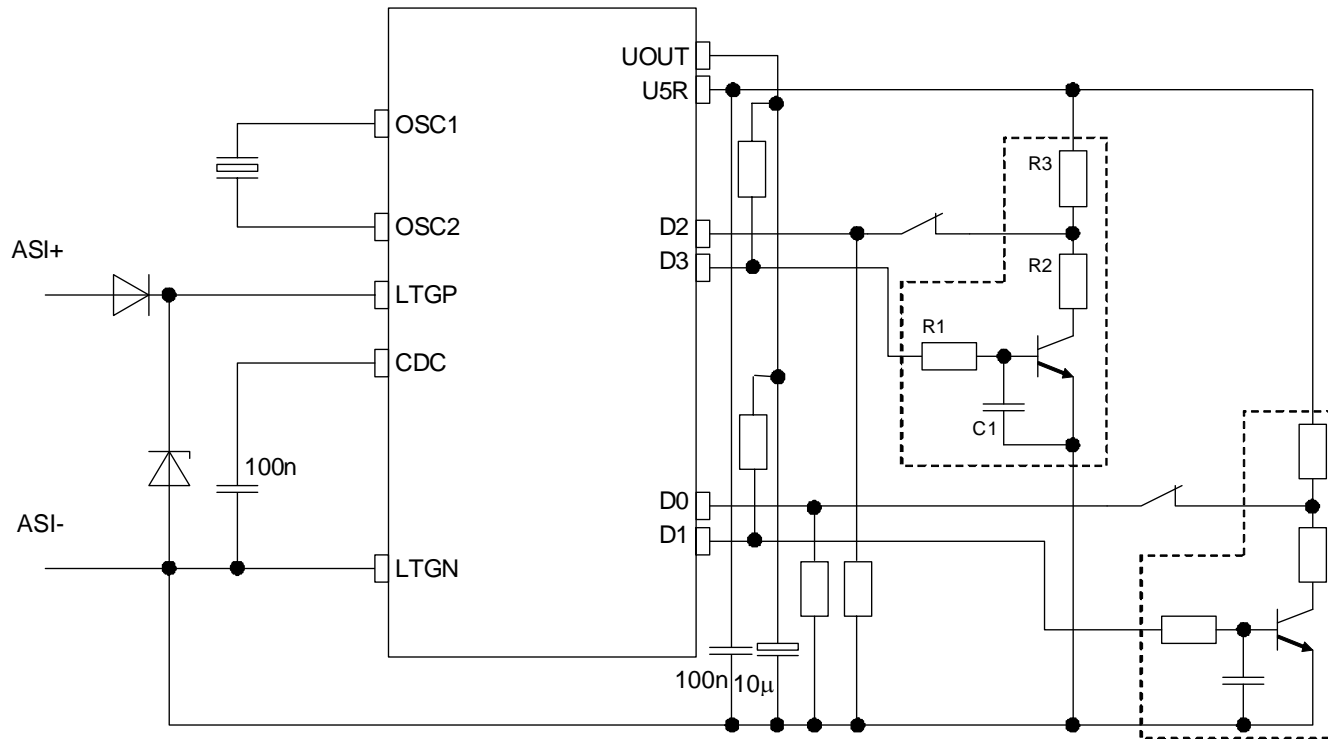 UOUT
U5R
OSC1
R3
OSC2
D2
ASI+
D3
R2
LTGP
R1
CDC
C1
100n
D0
ASI-
D1
LTGN
100n
10μ